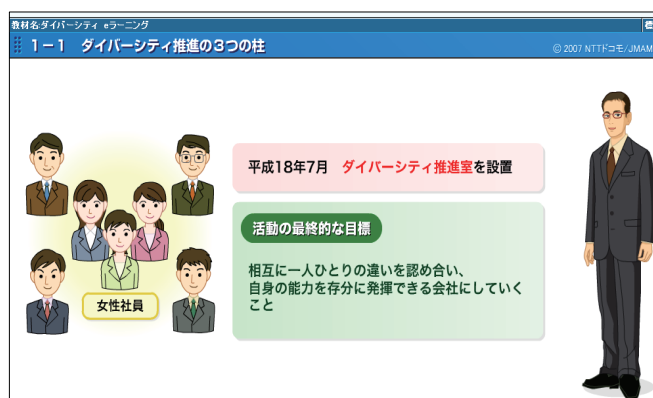 教材名:ダイバーシティ eラーニング
1－1 ダイバーシティ推進の3つの柱
© 2007 NTTドコモ/JMAM
平成18年7月 ダイバーシティ推進室を設置
活動の最終的な目標
相互に一人ひとりの違いを認め合い、
自身の能力を存分に発揮できる会社にしていく
こと
女性社員